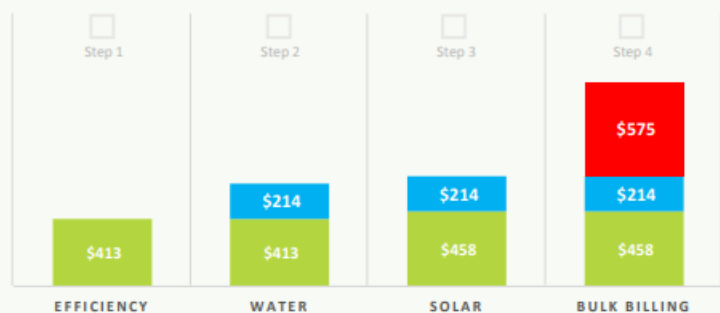 Step 1
Step 2
Step 3
Step 4
$575
$214
$214
$214
$413
$413
$458
$458
EFFICIENCY
WATER
SOLAR
BULK BILLING